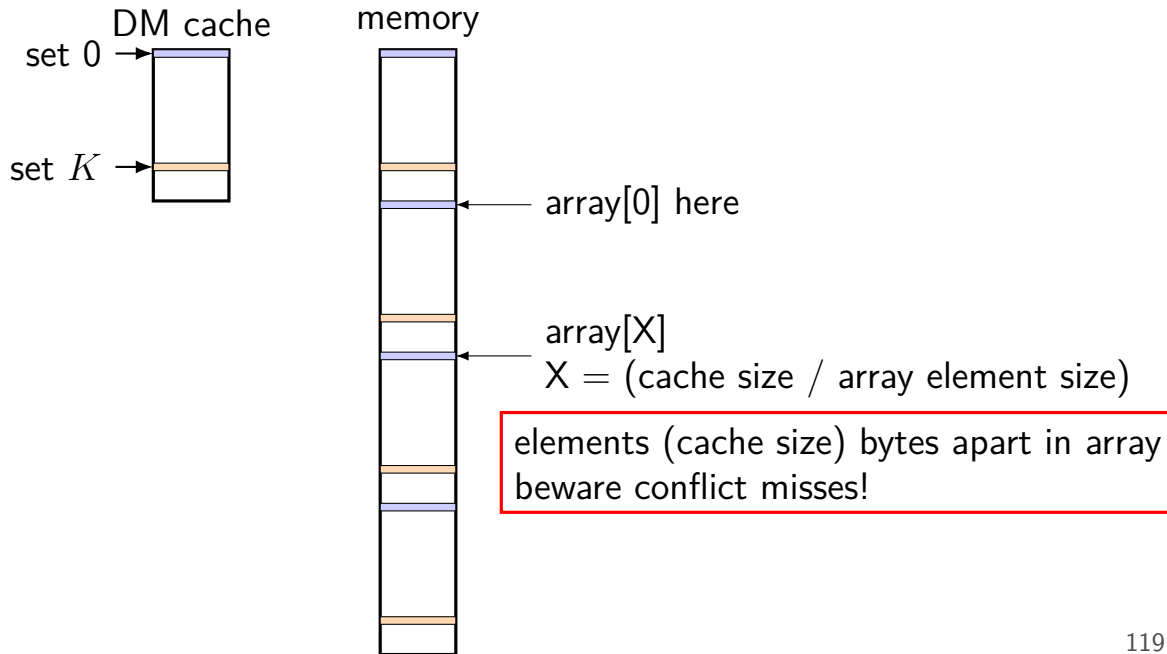 DM cache
memory
set 0
set K
array[0] here
array[X]
X = (cache size / array element size)
elements (cache size) bytes apart in array
beware conflict misses!
119